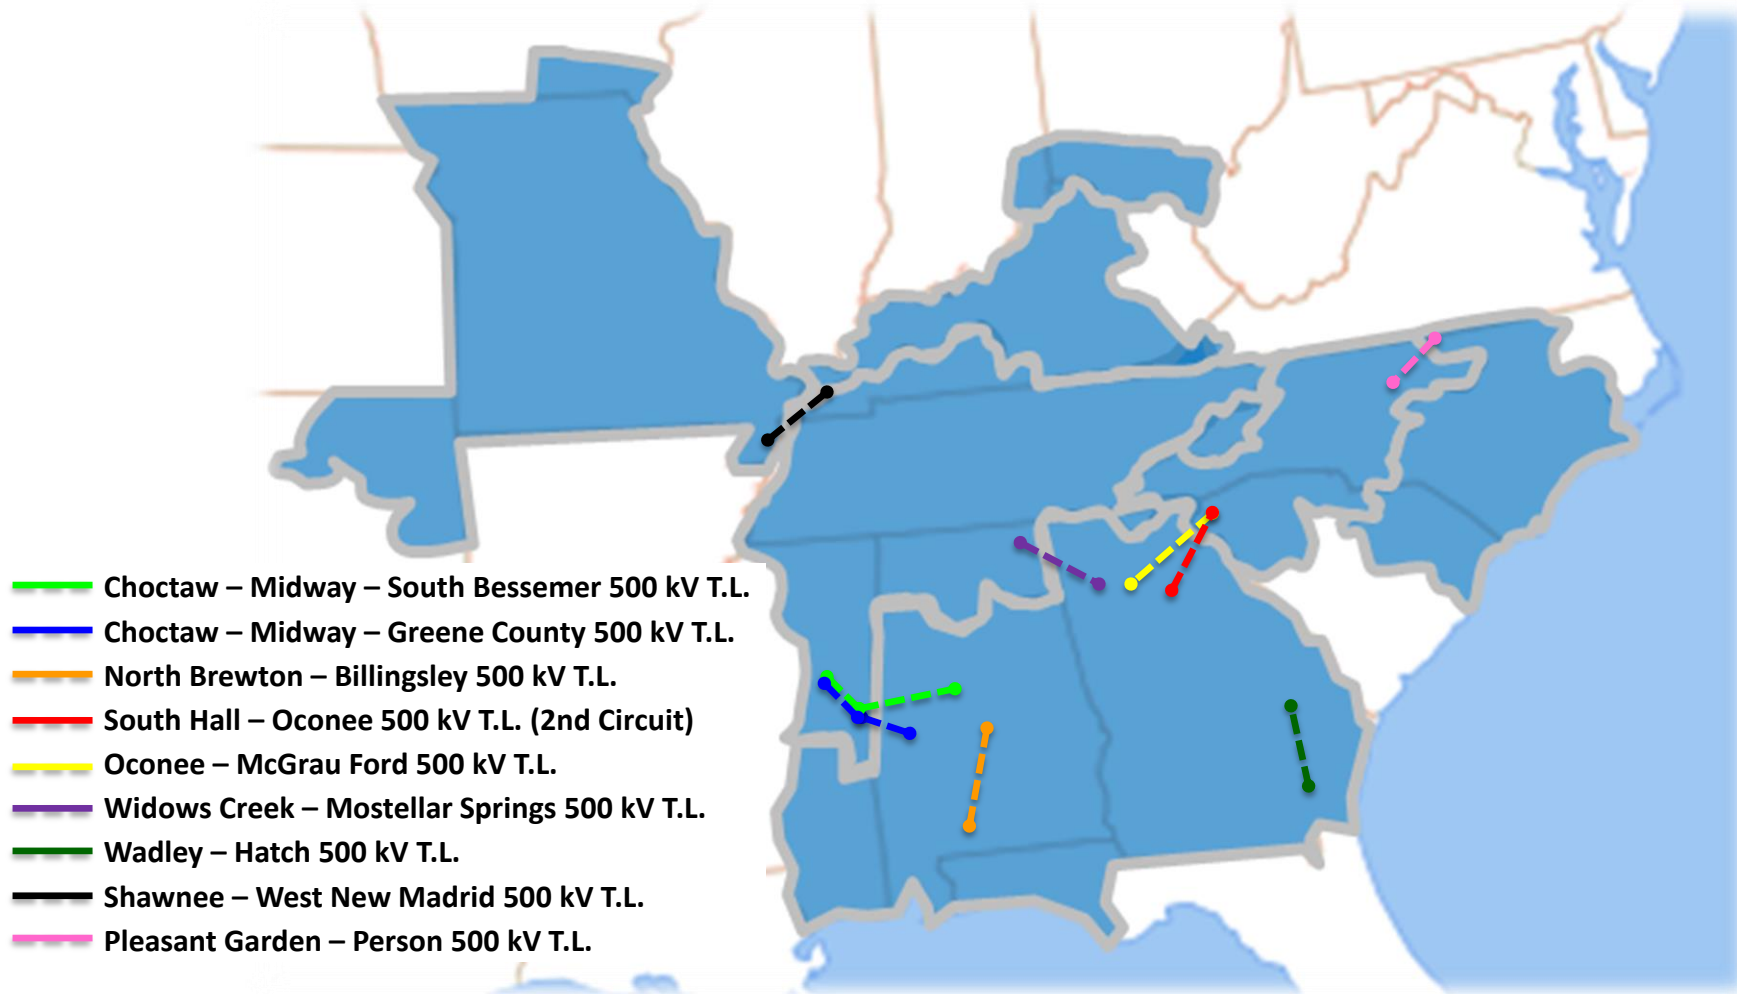 Choctaw – Midway – South Bessemer 500 kV T.L.
Choctaw – Midway – Greene County 500 kV T.L.
North Brewton – Billingsley 500 kV T.L.
South Hall – Oconee 500 kV T.L. (2nd Circuit)
Oconee – McGrau Ford 500 kV T.L.
Widows Creek – Mostellar Springs 500 kV T.L.
Wadley – Hatch 500 kV T.L.
Shawnee – West New Madrid 500 kV T.L.
Pleasant Garden – Person 500 kV T.L.